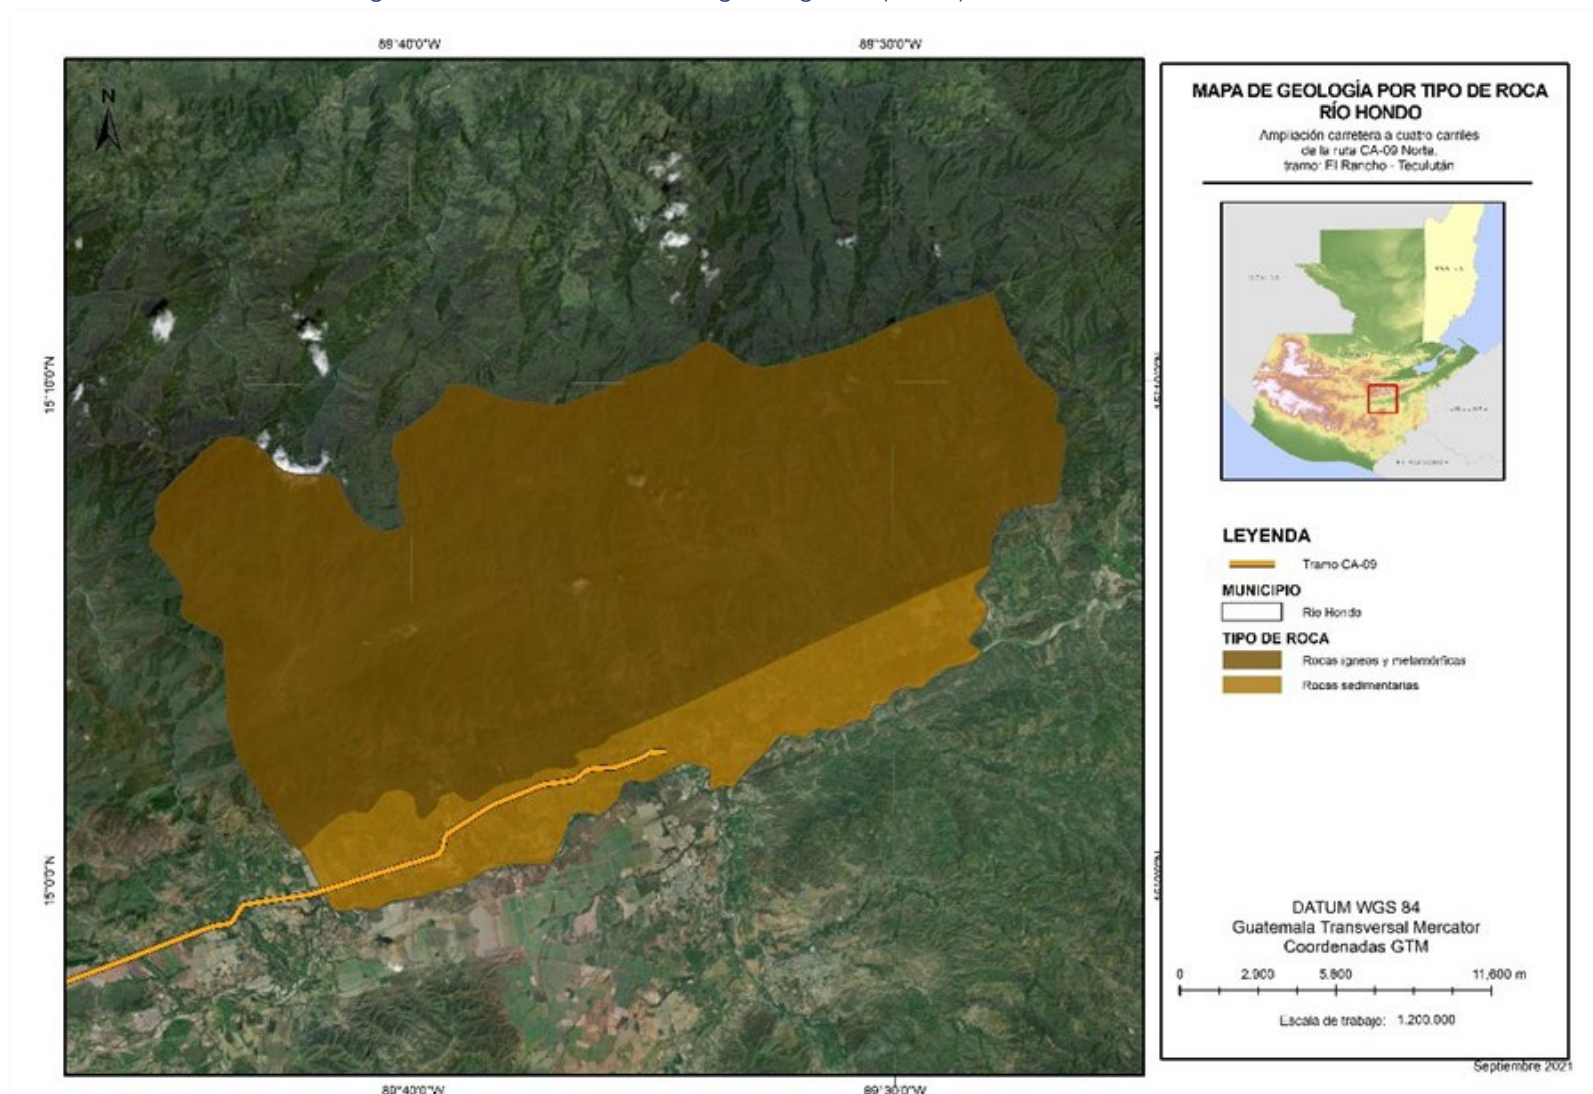 89°40'0"W
89°30'0"W
N
15°10'0"N
15°0'0"N
89°40'0"W
89°30'0"W
MAPA DE GEOLOGÍA POR TIPO DE ROCA
RÍO HONDO
Ampliación carretera a cuatro carriles
de la ruta CA-09 Norte,
tramo: El Rancho - Teculután
LEYENDA
Tramo CA-09
MUNICIPIO
Río Hondo
TIPO DE ROCA
Rocas ígneas y metamórficas
Rocas sedimentarias
DATUM WGS 84
Guatemala Transversal Mercator
Coordenadas GTM
0 2.900 5.800 11,600 m
Escala de trabajo: 1.200.000
Septiembre 2021